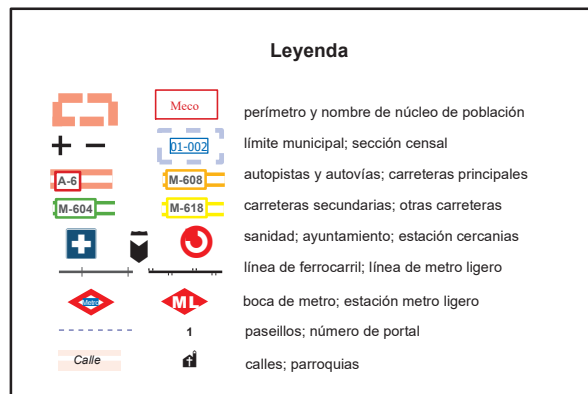 Leyenda
Meco perímetro y nombre de núcleo de población
01-002 límite municipal; sección censal
A-6 M-608 autopistas y autovías; carreteras principales
M-604 M-618 carreteras secundarias; otras carreteras
sanidad; ayuntamiento; estación cercanias
línea de ferrocarril; línea de metro ligero
Metro ML boca de metro; estación metro ligero
1 paseillos; número de portal
Calle calles; parroquias